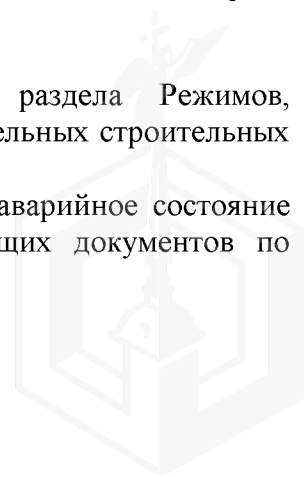 раздела Режимов,
ельных строительных
аварийное состояние
щих документов по